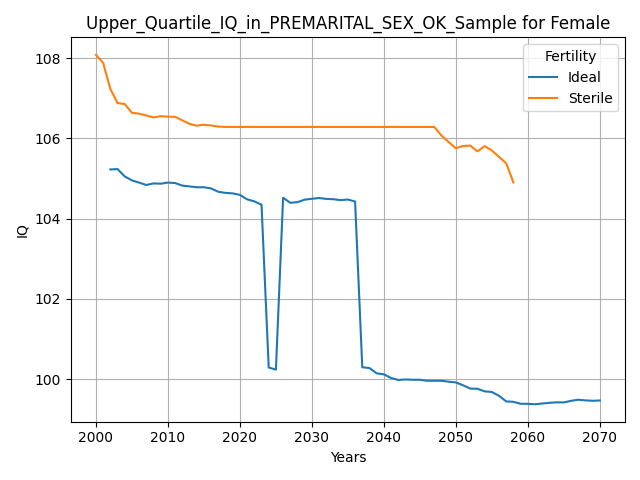 Upper_Quartile_IQ_in_PREMARITAL_SEX_OK_Sample for Female
Fertility
Ideal
Sterile
108
106
104
102
100
IQ
2000 2010 2020 2030 2040 2050 2060 2070
Years